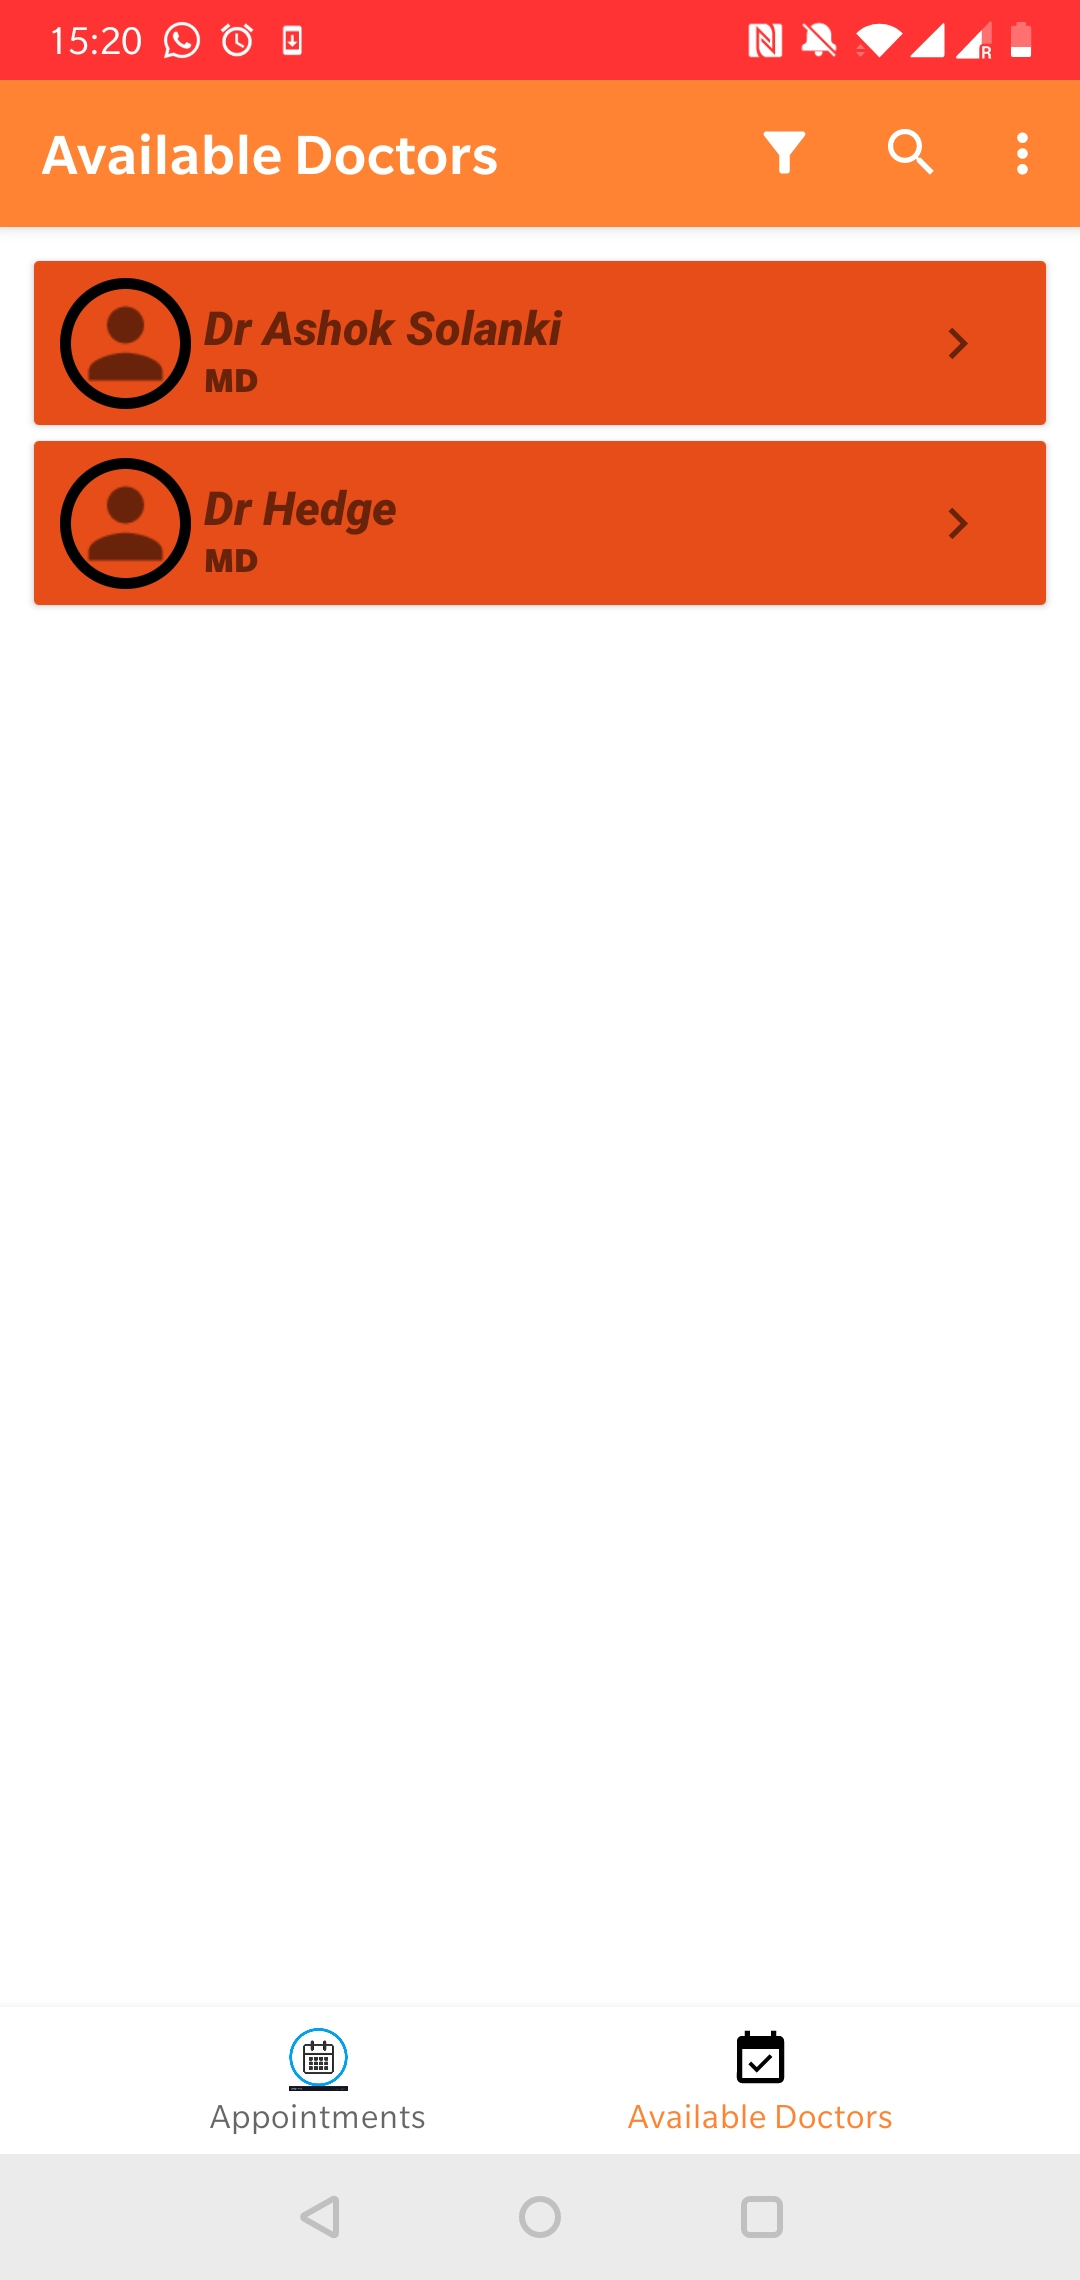 15:20
R
Available Doctors
Dr Ashok Solanki
MD
Dr Hedge
MD
Appointments
Available Doctors